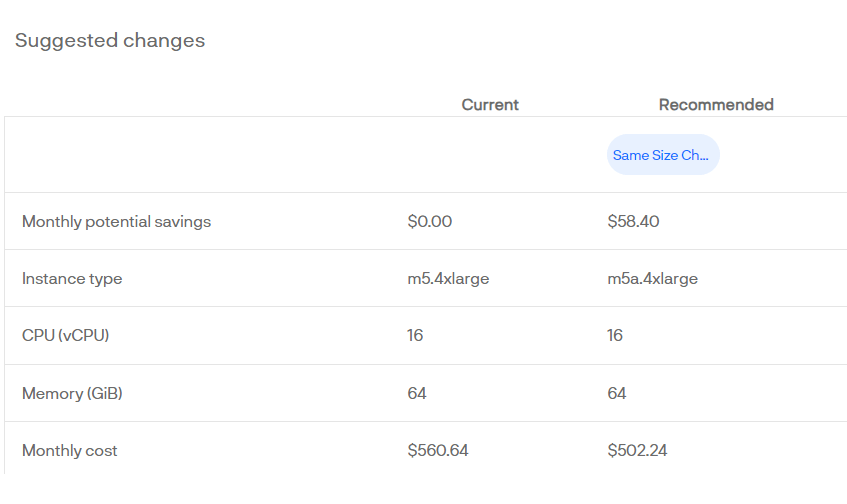 Suggested changes
Current Recommended
Same Size Ch...
Monthly potential savings $0.00 $58.40
Instance type m5.4xlarge m5a.4xlarge
CPU (vCPU) 16 16
Memory (GiB) 64 64
Monthly cost $560.64 $502.24